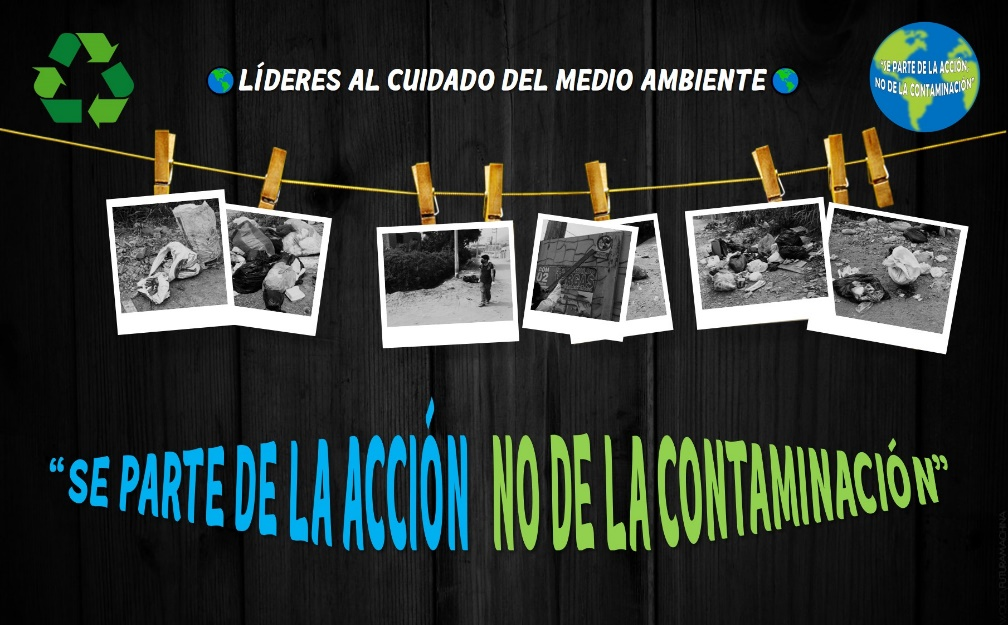 🌎LÍDERES AL CUIDADO DEL MEDIO AMBIENTE🌎
"SE PARTE DE LA ACCIÓN
NO DE LA CONTAMINACIÓN"
"SE PARTE DE LA ACCIÓN NO DE LA CONTAMINACIÓN"